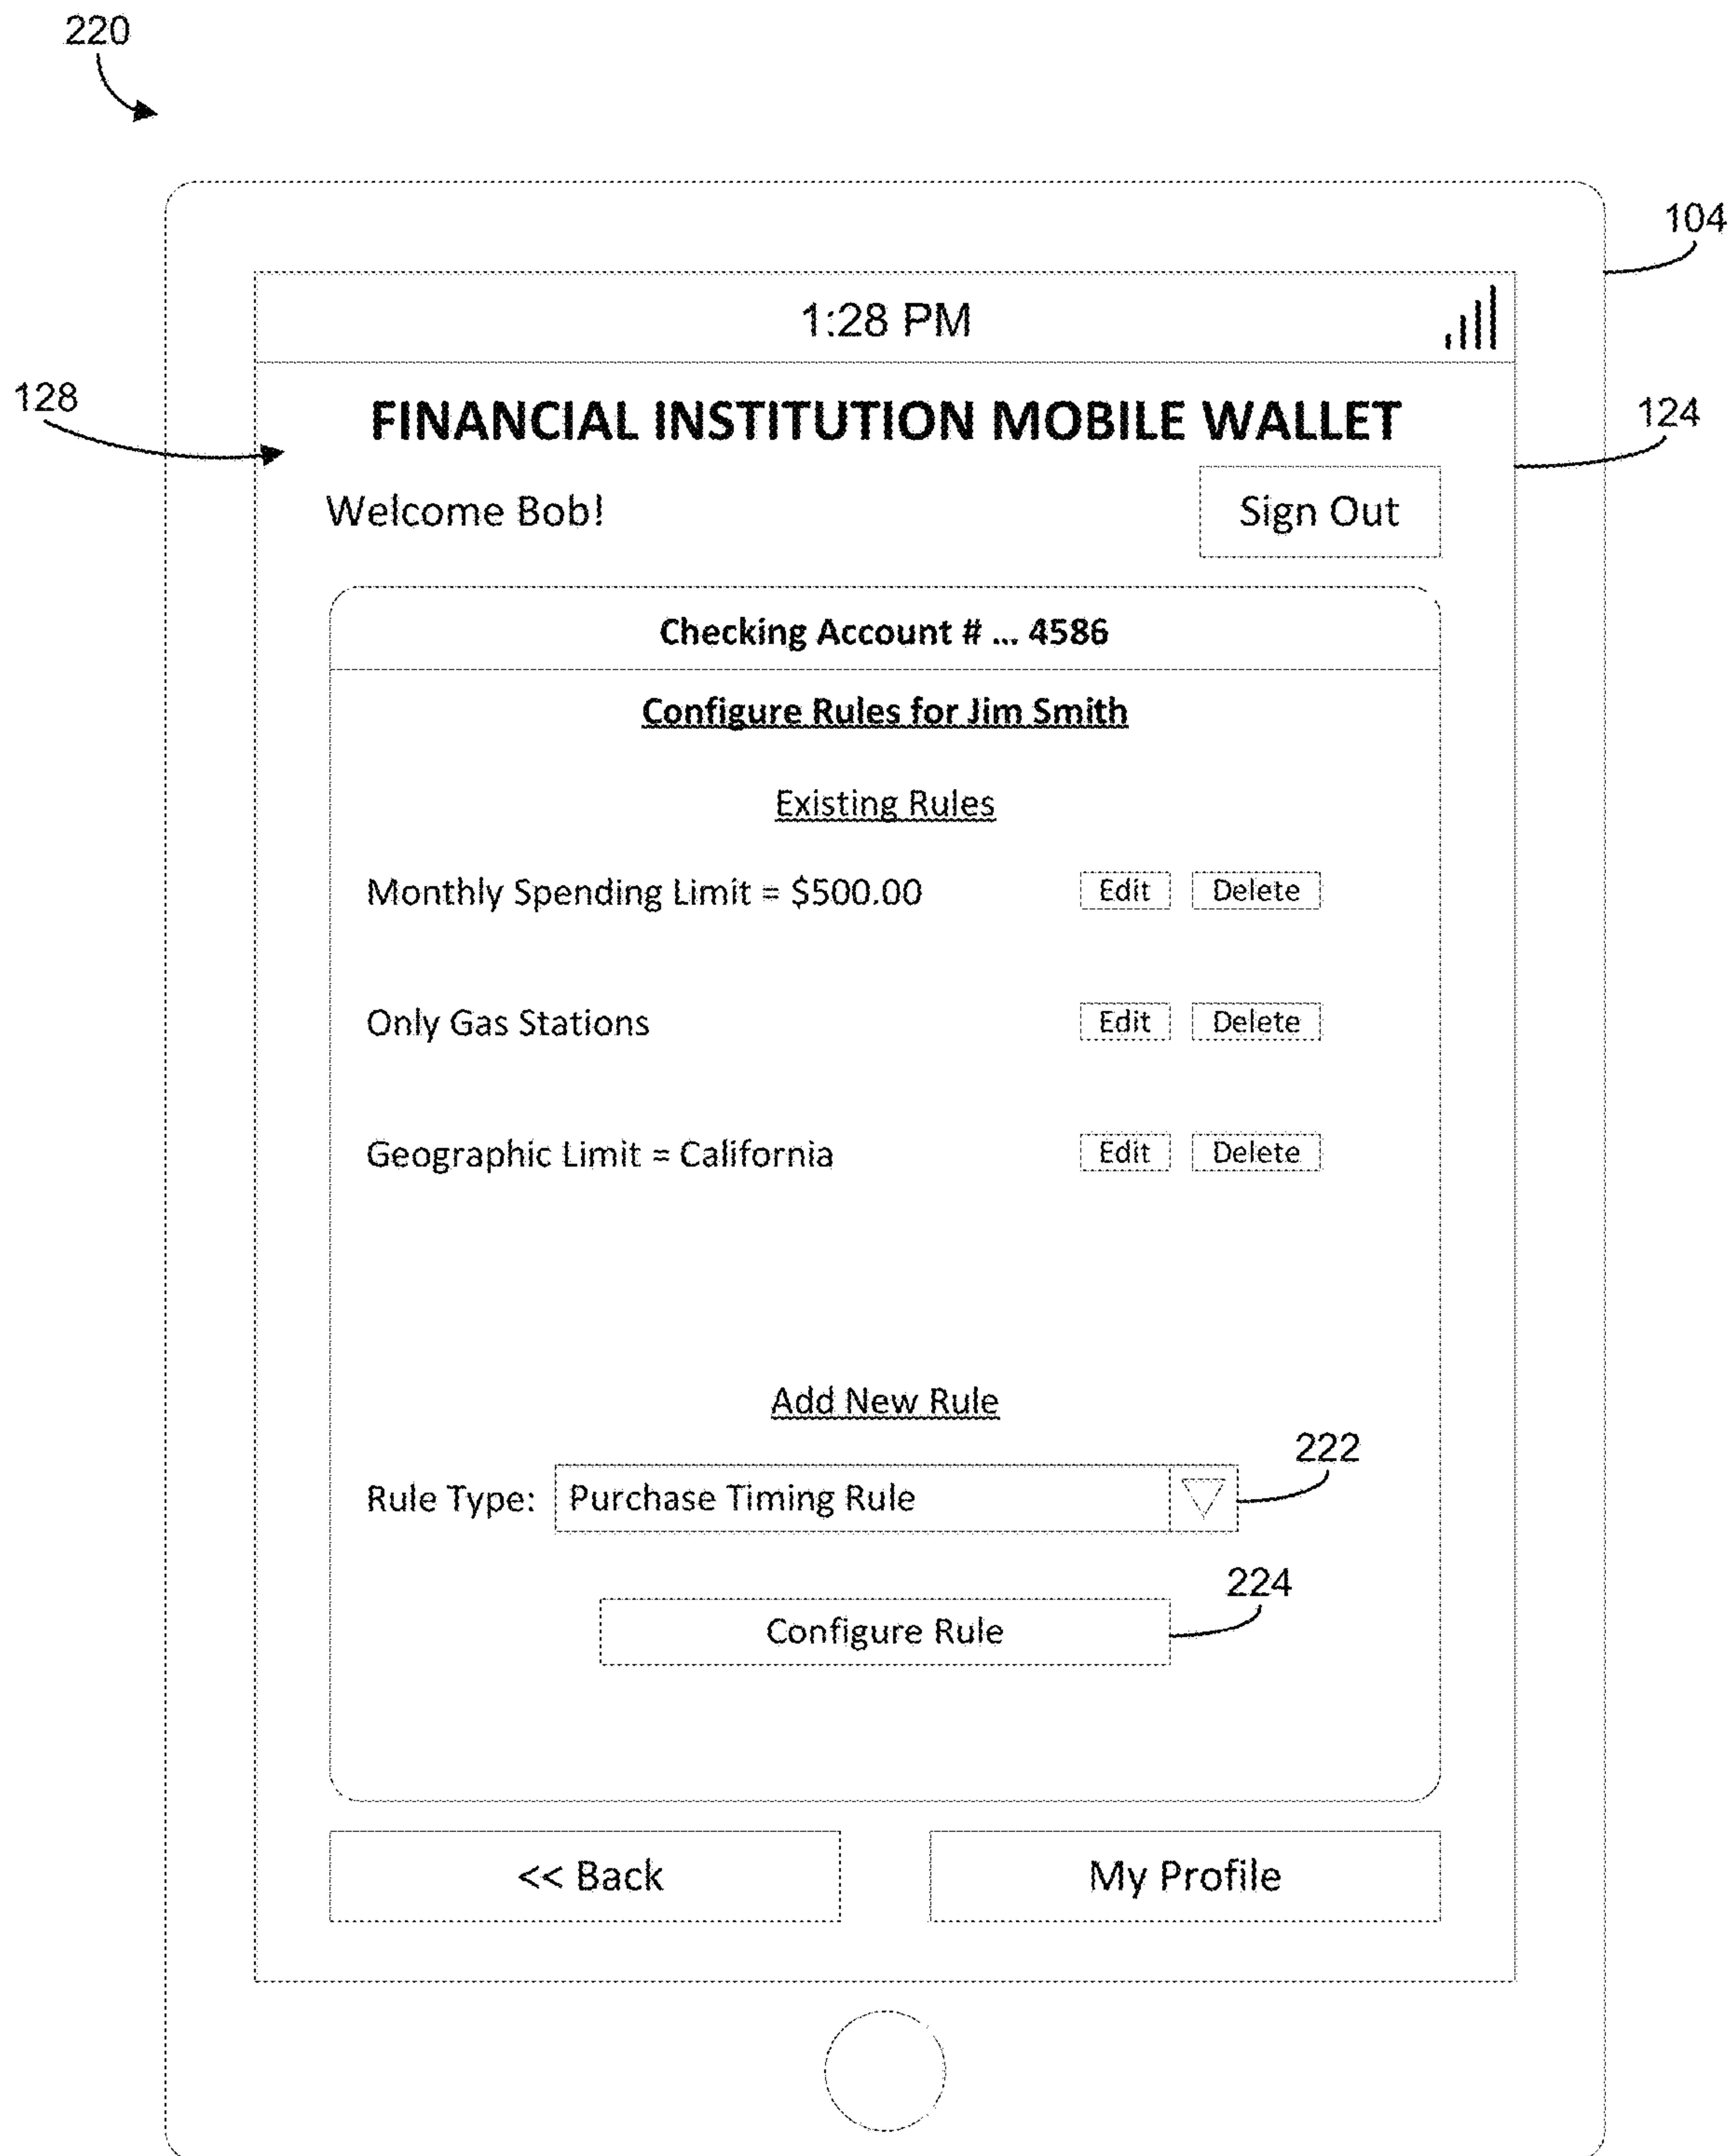 220
104
1:28 PM
128
FINANCIAL INSTITUTION MOBILE WALLET
124
Welcome Bob!
Sign Out
Checking Account # ... 4586
Configure Rules for Jim Smith
Existing Rules
Monthly Spending Limit = $500.00 Edit Delete
Only Gas Stations Edit Delete
Geographic Limit = California Edit Delete
Add New Rule
222
Rule Type: Purchase Timing Rule
224
Configure Rule
<< Back
My Profile